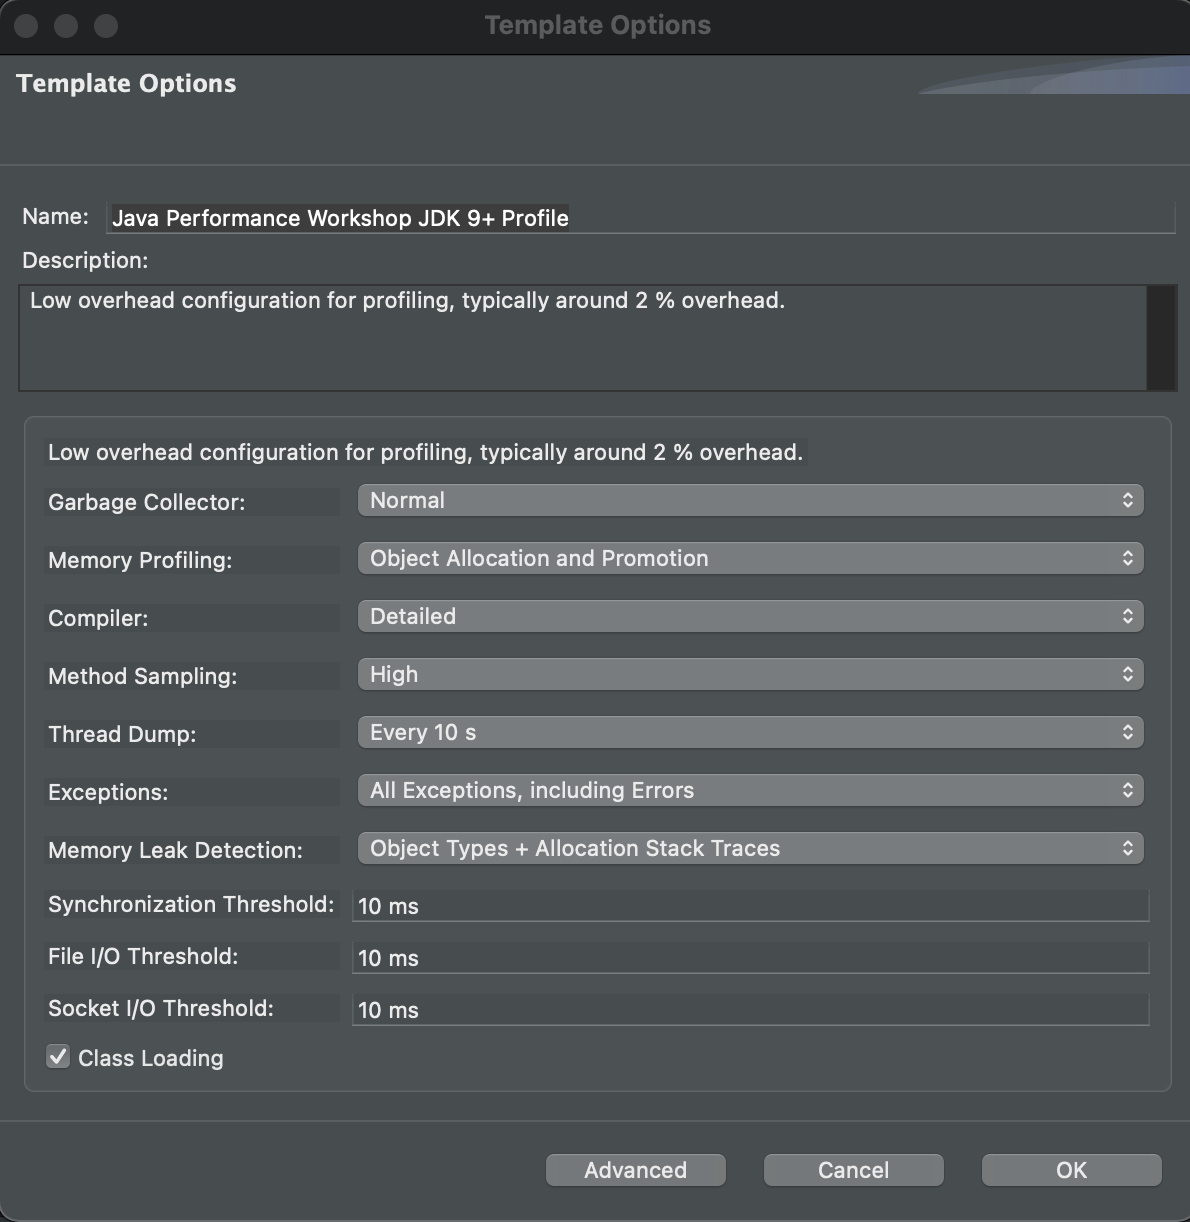 Template Options
Template Options
Name: Java Performance Workshop JDK 9+ Profile
Description:
Low overhead configuration for profiling, typically around 2 % overhead.
Low overhead configuration for profiling, typically around 2 % overhead.
Garbage Collector: Normal
Memory Profiling: Object Allocation and Promotion
Compiler: Detailed
Method Sampling: High
Thread Dump: Every 10 s
Exceptions: All Exceptions, including Errors
Memory Leak Detection: Object Types + Allocation Stack Traces
Synchronization Threshold: 10 ms
File I/O Threshold: 10 ms
Socket I/O Threshold: 10 ms
Class Loading
Advanced Cancel OK